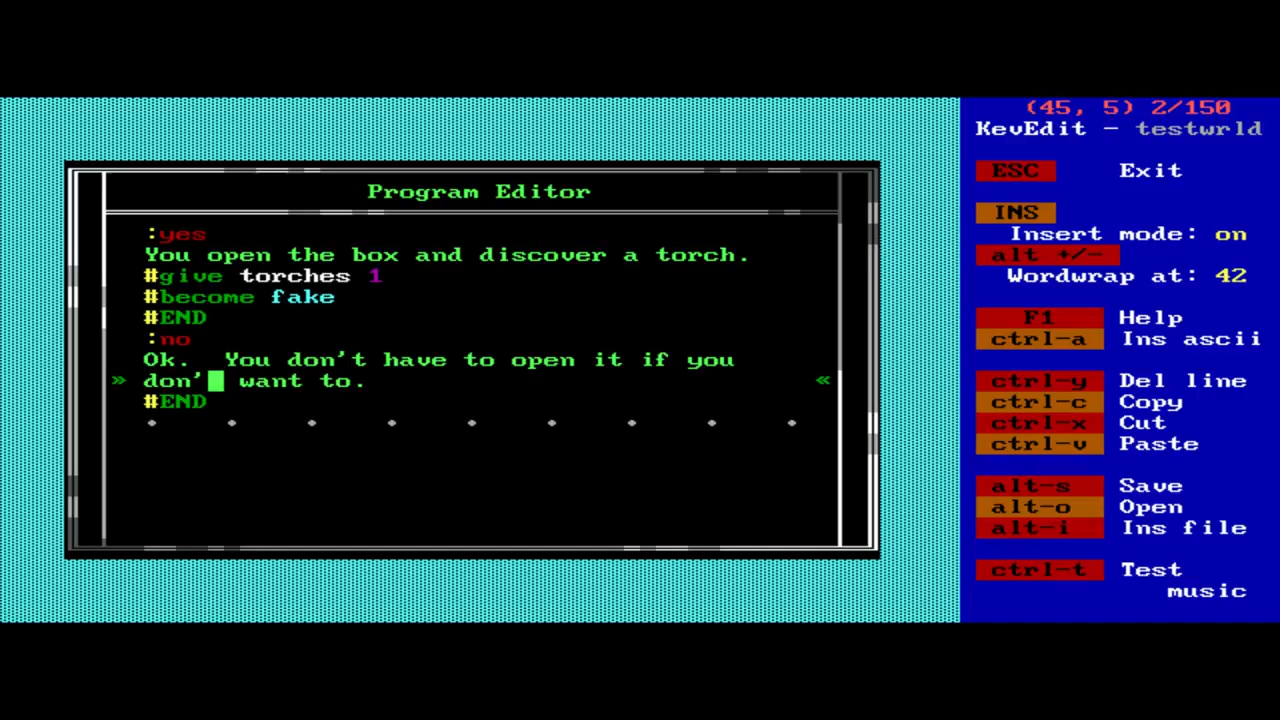 (45, 5) 2/150
KevEdit - testwrld
ESC Exit
INS
Insert mode: on
alt +/-
Wordwrap at: 42
F1 Help
ctrl-a Ins ascii
ctrl-y Del line
ctrl-c Copy
ctrl-x Cut
ctrl-v Paste
alt-s Save
alt-o Open
alt-i Ins file
ctrl-t Test
music
Program Editor
:yes
You open the box and discover a torch.
#give torches 1
#become fake
#END
:no
Ok.  You don't have to open it if you
» don' want to. «
#END